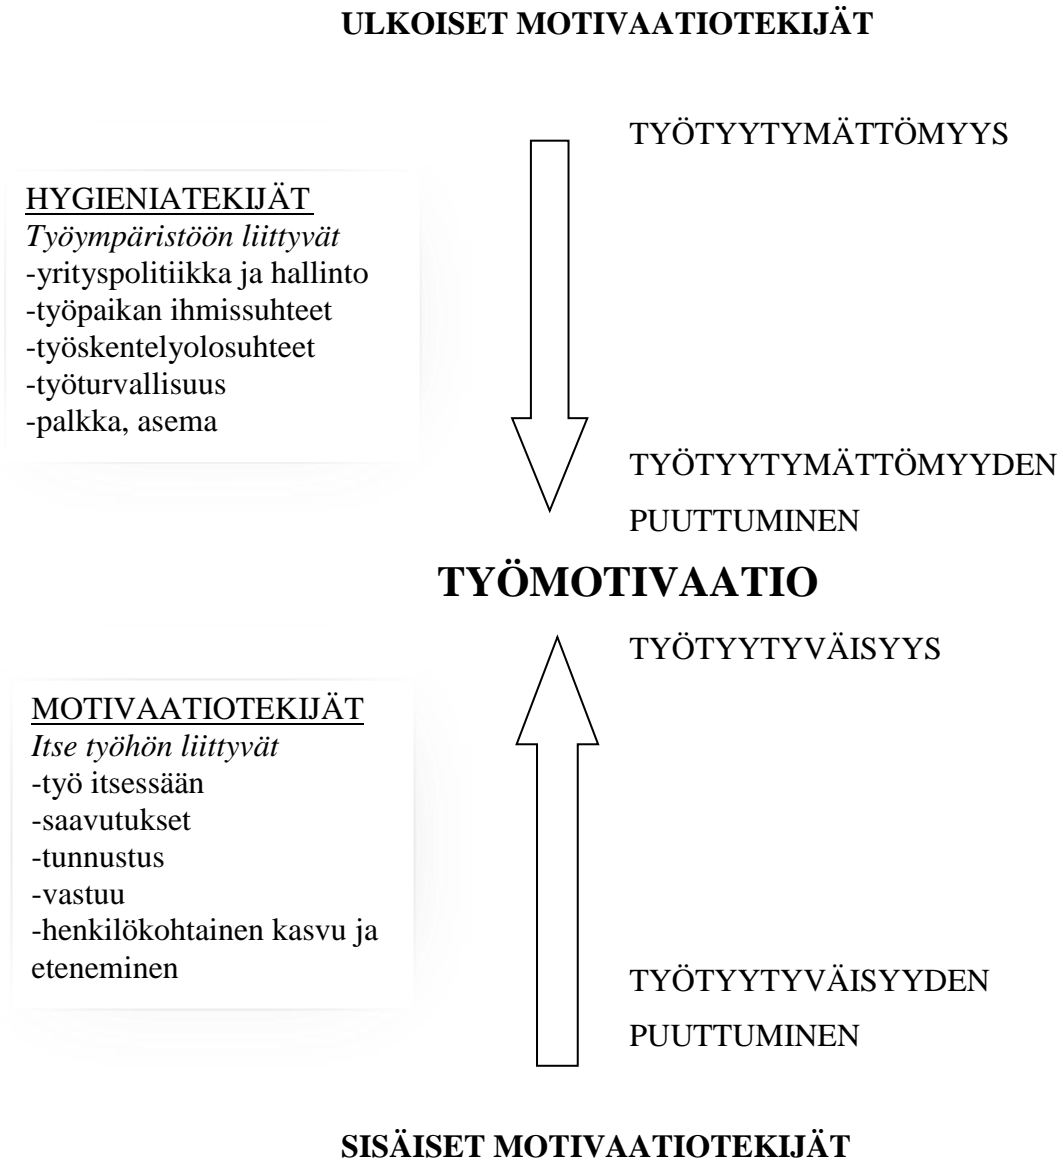 ULKOISET MOTIVAATIOTEKIJÄT
TYÖTYYTYMÄTTÖMYYS
HYGIENIATEKIJÄT
Työympäristöön liittyvät
-yrityspolitiikka ja hallinto
-työpaikan ihmissuhteet
-työskentelyolosuhteet
-työturvallisuus
-palkka, asema
TYÖTYYTYMÄTTÖMYYDEN
PUUTTUMINEN
TYÖMOTIVAATIO
TYÖTYYTYVÄISYYS
MOTIVAATIOTEKIJÄT
Itse työhön liittyvät
-työ itsessään
-saavutukset
-tunnustus
-vastuu
-henkilökohtainen kasvu ja
eteneminen
TYÖTYYTYVÄISYYDEN
PUUTTUMINEN
SISÄISET MOTIVAATIOTEKIJÄT